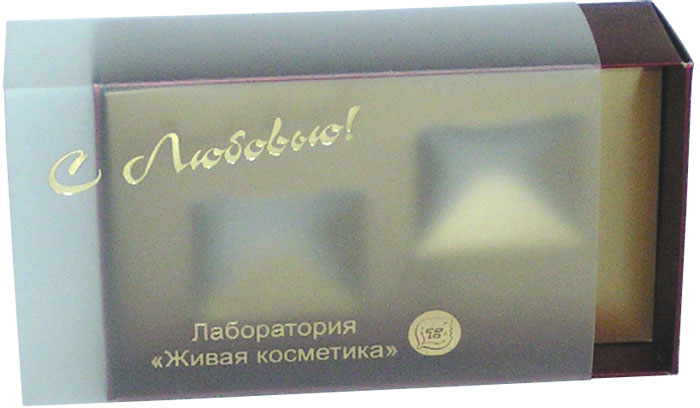 С Любовью!
Лаборатория
«Живая косметика»